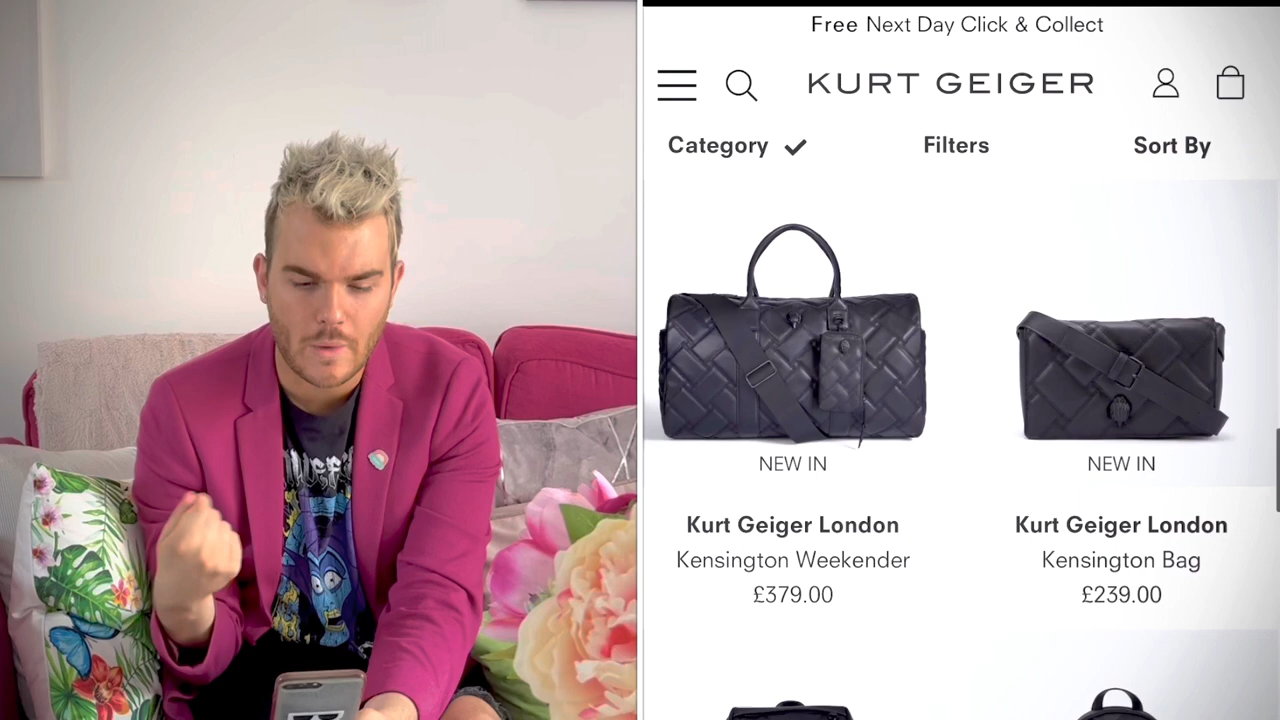 Free Next Day Click & Collect
KURT GEIGER
Category
Filters
Sort By
NEW IN
NEW IN
Kurt Geiger London
Kensington Weekender
£379.00
Kurt Geiger London
Kensington Bag
£239.00